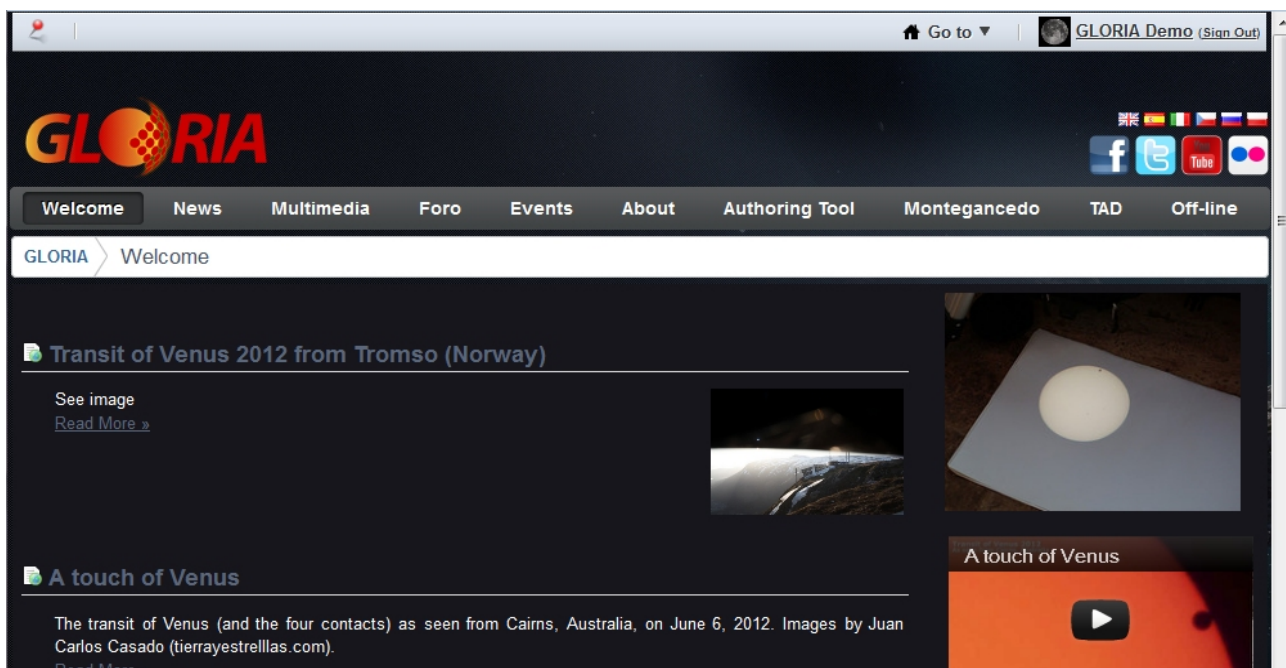 Go to ▼
GLORIA Demo (Sign Out)
GLORIA
You
Tube
Welcome News Multimedia Foro Events About Authoring Tool Montegancedo TAD Off-line
GLORIA Welcome
Transit of Venus 2012 from Tromso (Norway)
See image
Read More »
A touch of Venus
A touch of Venus
The transit of Venus (and the four contacts) as seen from Cairns, Australia, on June 6, 2012. Images by Juan
Carlos Casado (tierrayestrelllas.com).
Read More